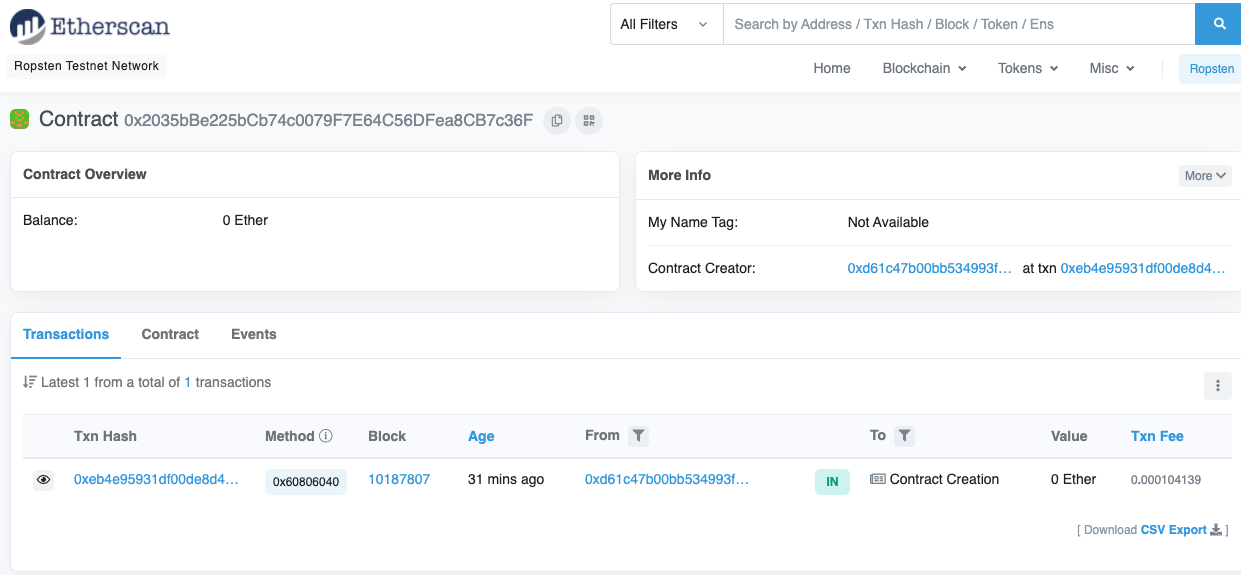 Etherscan
All Filters
Search by Address / Txn Hash / Block / Token / Ens
Ropsten Testnet Network
Home Blockchain Tokens Misc Ropsten
Contract 0x2035bBe225bCb74c0079F7E64C56DFea8CB7c36F
Contract Overview
Balance: 0 Ether
More Info
More
My Name Tag: Not Available
Contract Creator: 0xd61c47b00bb534993f... at txn 0xeb4e95931df00de8d4...
Transactions Contract Events
Latest 1 from a total of 1 transactions
Txn Hash Method Block Age From To Value Txn Fee
0xeb4e95931df00de8d4... 0x60806040 10187807 31 mins ago 0xd61c47b00bb534993f... IN Contract Creation 0 Ether 0.000104139
[ Download CSV Export ]